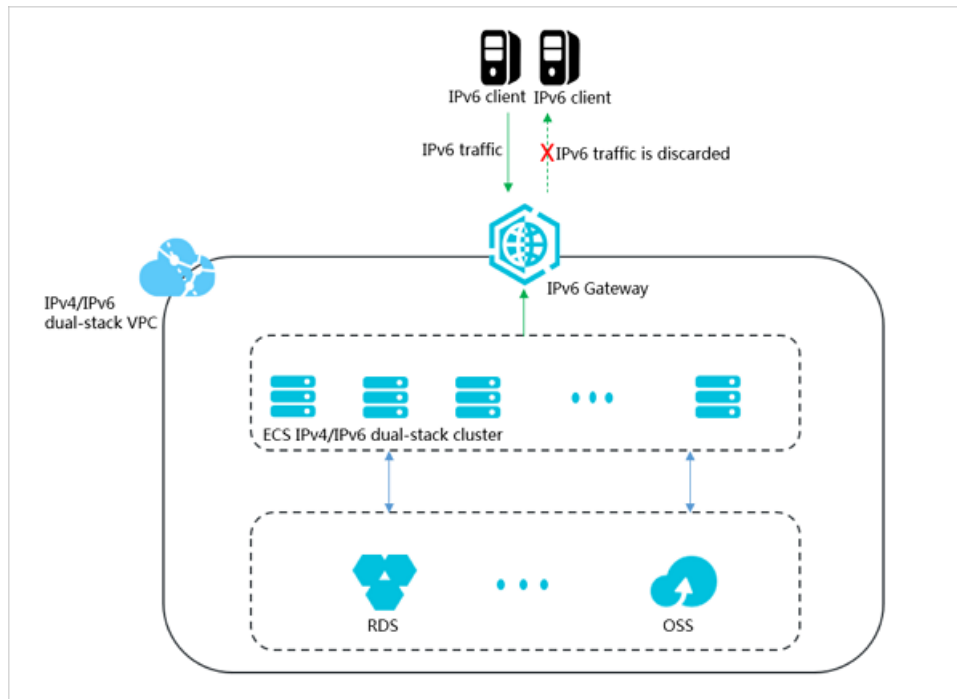 IPv6 client
IPv6 client
IPv6 traffic
IPv6 traffic is discarded
IPv6 Gateway
IPv4/IPv6
dual-stack VPC
ECS IPv4/IPv6 dual-stack cluster
RDS
OSS